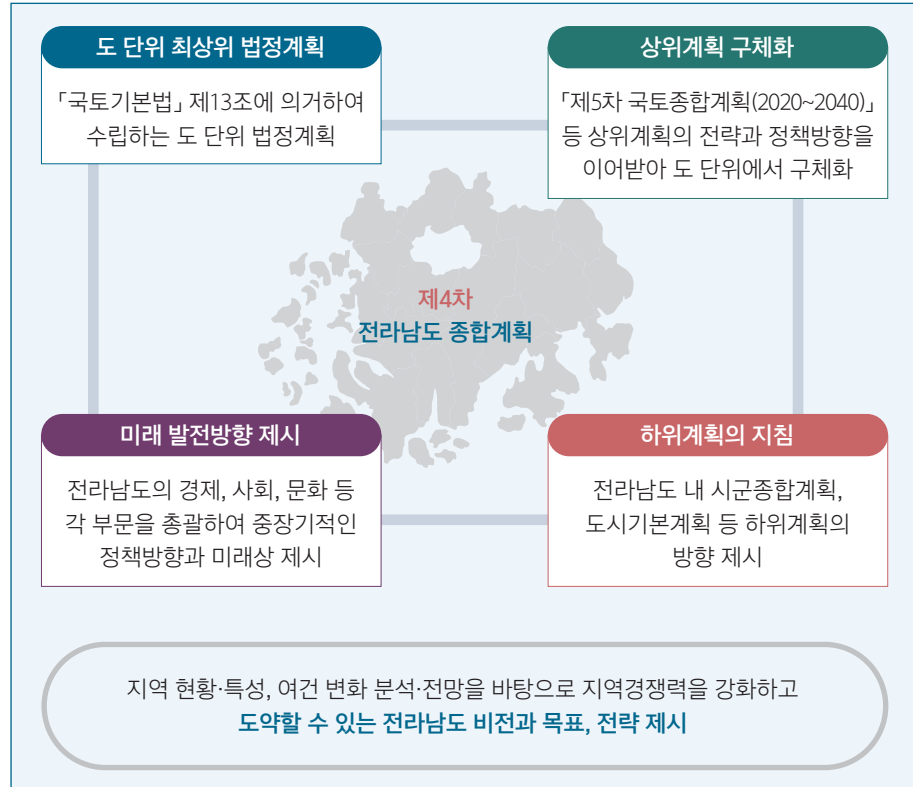 도 단위 최상위 법정계획
「국토기본법」 제13조에 의거하여
수립하는 도 단위 법정계획
상위계획 구체화
「제5차 국토종합계획(2020~2040)」
등 상위계획의 전략과 정책방향을
이어받아 도 단위에서 구체화
제4차
전라남도 종합계획
미래 발전방향 제시
전라남도의 경제, 사회, 문화 등
각 부문을 총괄하여 중장기적인
정책방향과 미래상 제시
하위계획의 지침
전라남도 내 시군종합계획,
도시기본계획 등 하위계획의
방향 제시
지역 현황·특성, 여건 변화 분석·전망을 바탕으로 지역경쟁력을 강화하고
도약할 수 있는 전라남도 비전과 목표, 전략 제시